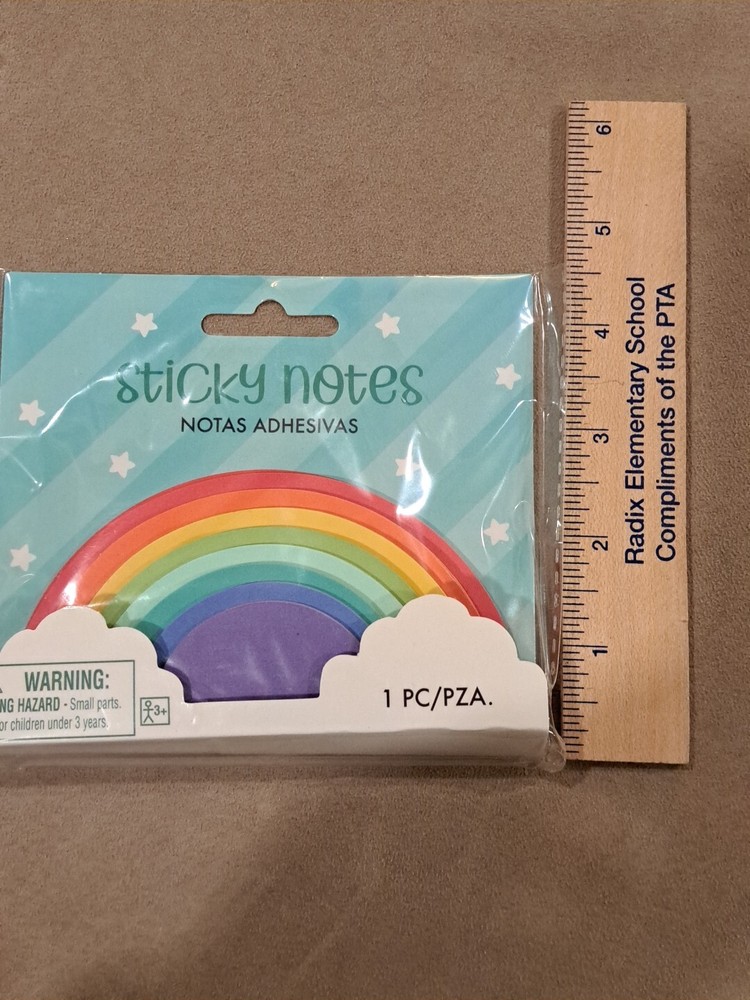 sticky notes
NOTAS ADHESIVAS
WARNING:
NG HAZARD - Small parts.
or children under 3 years.
3+
1 PC/PZA.
6
5
4
3
2
1
Radix Elementary School
Compliments of the PTA